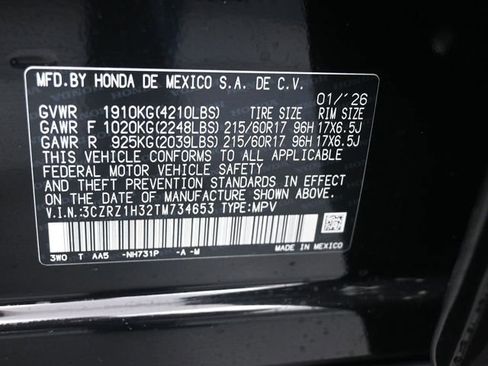 MFD.BY HONDA DE MEXICO S.A. DE C.V.
01/'26
GVWR 1910KG(4210LBS) TIRE SIZE RIM SIZE
GAWR F 1020KG(2248LBS) 215/60R17 96H 17X6.5J
GAWR R 925KG(2039LBS) 215/60R17 96H 17X6.5J
THIS VEHICLE CONFORMS TO ALL APPLICABLE
FEDERAL MOTOR VEHICLE SAFETY
STANDARDS IN EFFECT
ON THE DATE OF MANUFACTURE SHOWN ABOVE.
V.I.N.:3CZRZ1H32TM734653 TYPE:MPV
3W0 T AA5 -NH731P -A -M
MADE IN MEXICO